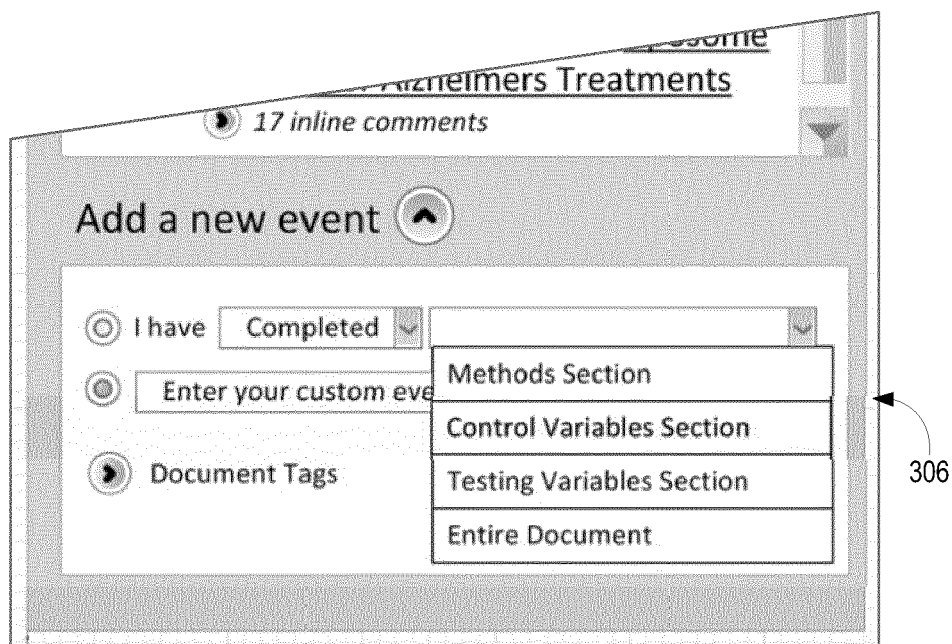 Alzheimers Treatments
17 inline comments
Add a new event
I have Completed
Enter your custom eve
Methods Section
Control Variables Section
Testing Variables Section
Entire Document
Document Tags
306